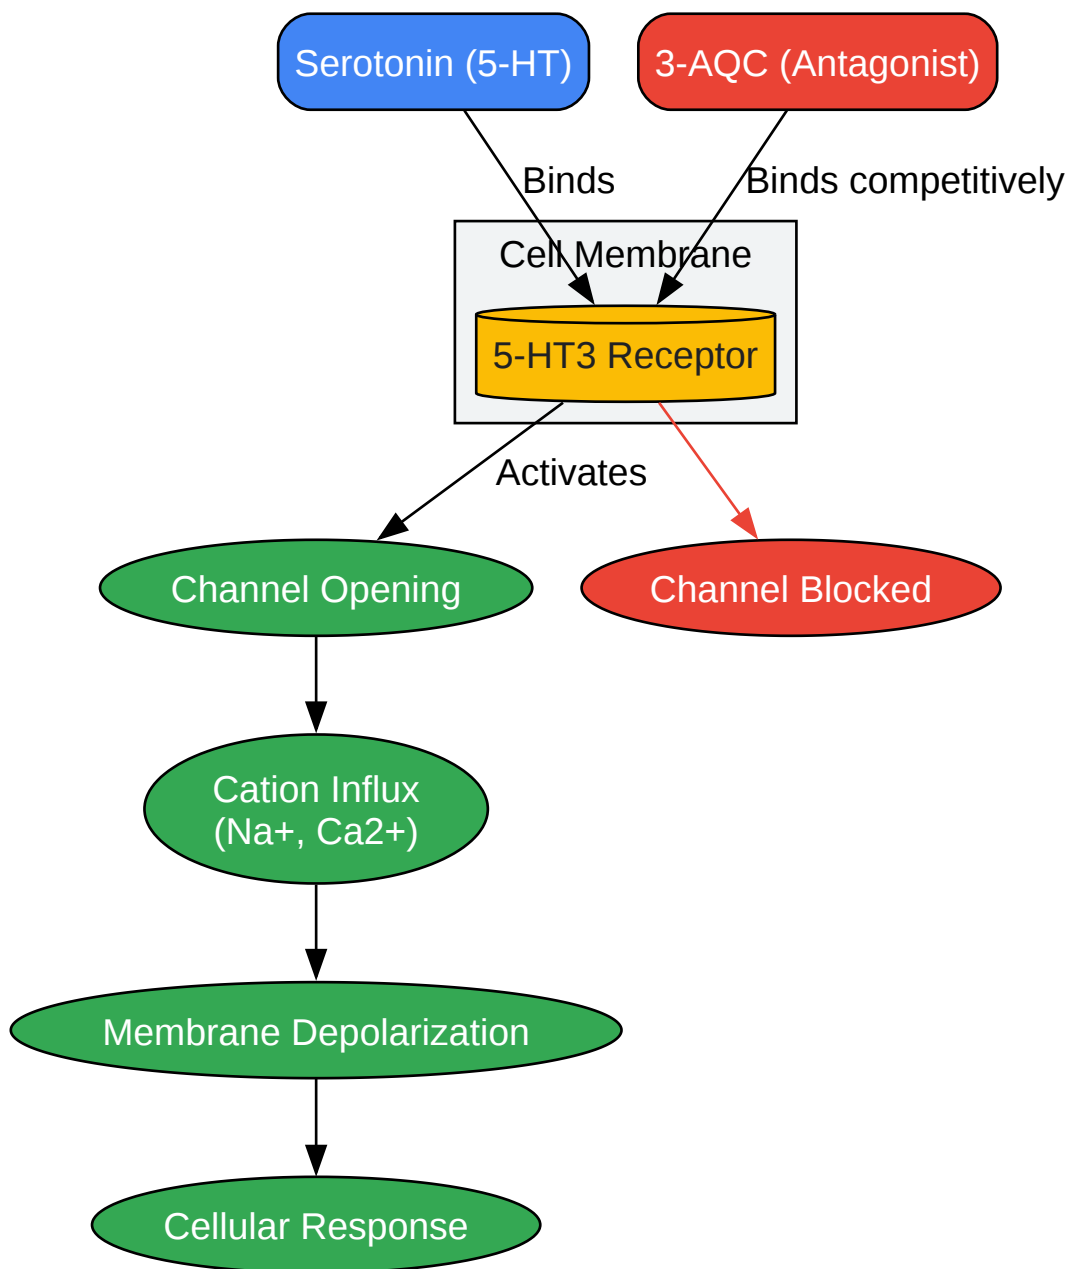 Serotonin (5-HT)
3-AQC (Antagonist)
Binds
Binds competitively
Cell Membrane
5-HT3 Receptor
Activates
Channel Opening
Channel Blocked
Cation Influx
(Na+, Ca2+)
Membrane Depolarization
Cellular Response